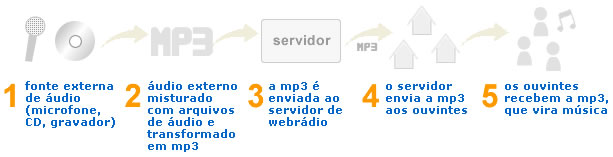 MP3
servidor
MP3
1 fonte externa
de áudio
(microfone,
CD, gravador)
2 áudio externo
misturado
com arquivos
de áudio e
transformado
em mp3
3 a mp3 é
enviada ao
servidor de
webrádio
4 o servidor
envia a mp3
aos ouvintes
5 os ouvintes
recebem a mp3,
que vira música